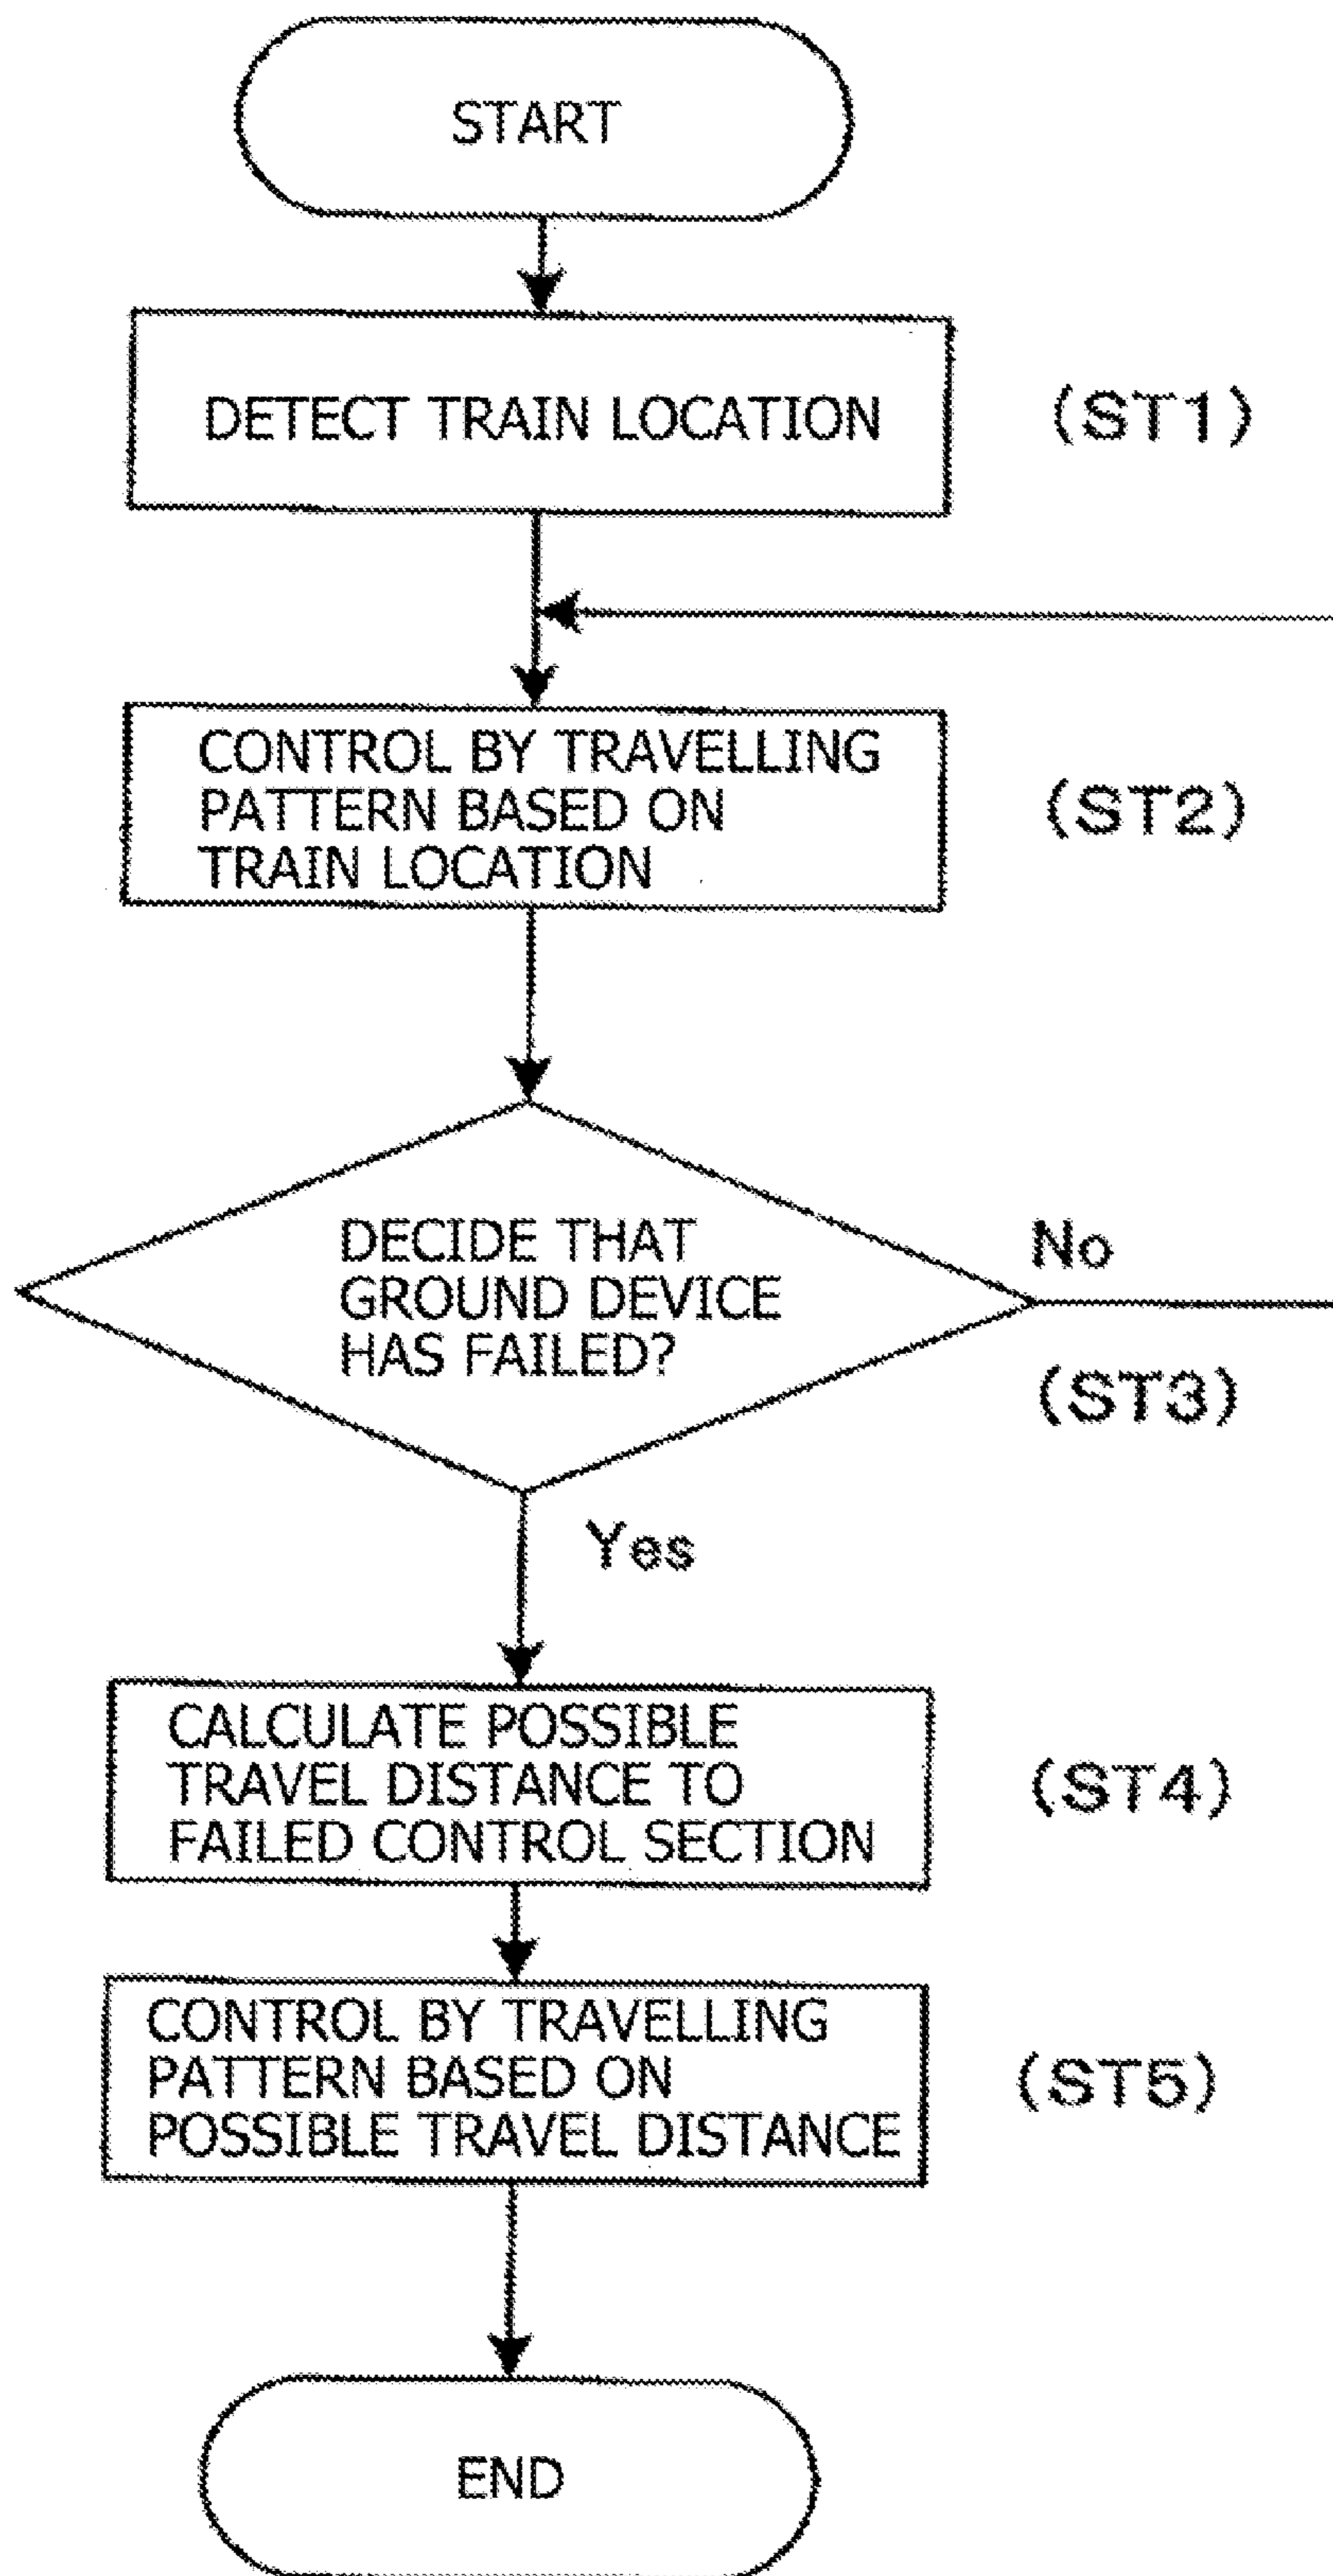 START
DETECT TRAIN LOCATION
(ST1)
CONTROL BY TRAVELLING
PATTERN BASED ON
TRAIN LOCATION
(ST2)
DECIDE THAT
GROUND DEVICE
HAS FAILED?
No
(ST3)
Yes
CALCULATE POSSIBLE
TRAVEL DISTANCE TO
FAILED CONTROL SECTION
(ST4)
CONTROL BY TRAVELLING
PATTERN BASED ON
POSSIBLE TRAVEL DISTANCE
(ST5)
END